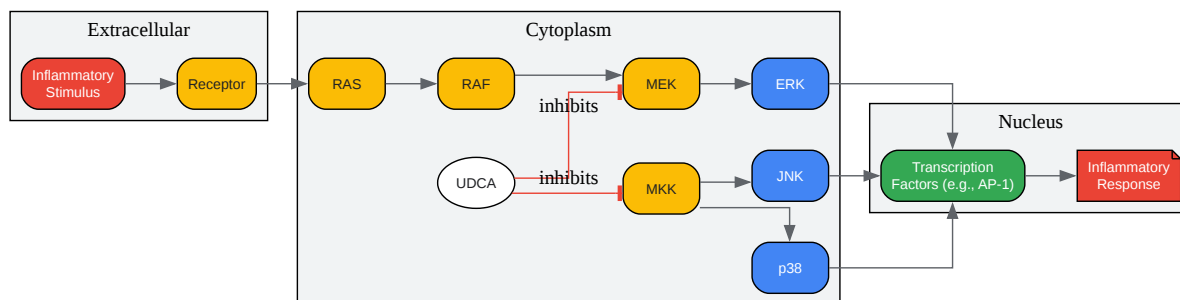 Extracellular
Inflammatory
Stimulus
Receptor
Cytoplasm
RAS
RAF
MEK
ERK
inhibits
UDCA
inhibits
MKK
JNK
p38
Nucleus
Transcription
Factors (e.g., AP-1)
Inflammatory
Response